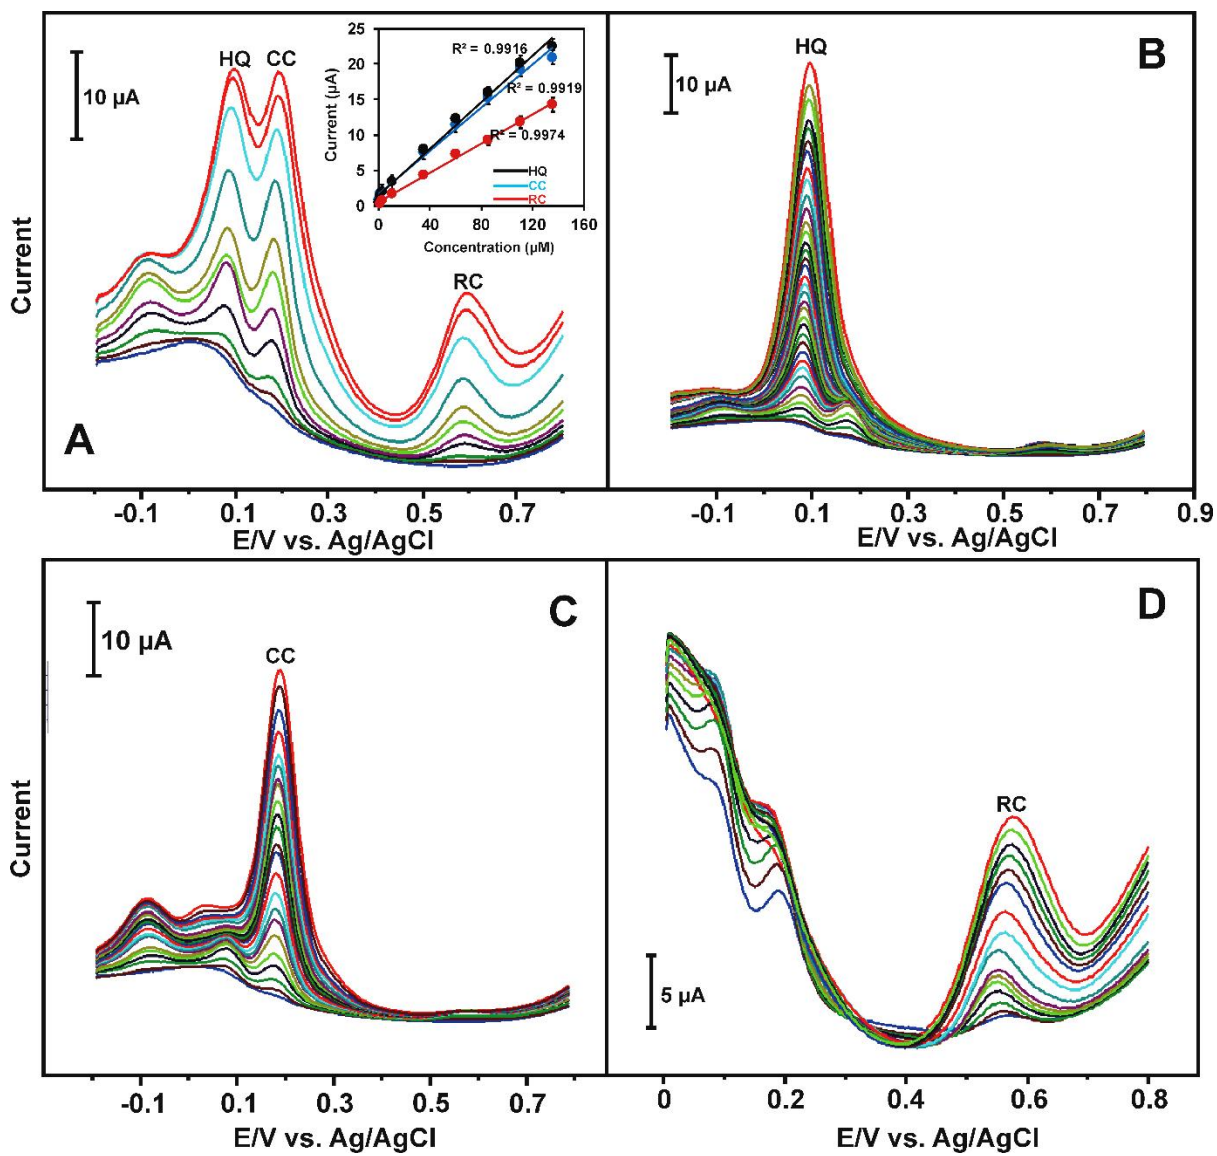 A
10 µA
HQ
CC
RC
Current
-0.1
0.1
0.3
0.5
0.7
E/V vs. Ag/AgCl
25
20
15
10
5
0
Current (µA)
R² = 0.9916
R² = 0.9919
R² = 0.9974
HQ
CC
RC
0
40
80
120
160
Concentration (µM)
B
10 µA
HQ
-0.1
0.1
0.3
0.5
0.7
0.9
E/V vs. Ag/AgCl
C
10 µA
CC
Current
-0.1
0.1
0.3
0.5
0.7
E/V vs. Ag/AgCl
D
5 µA
RC
0
0.2
0.4
0.6
0.8
E/V vs. Ag/AgCl